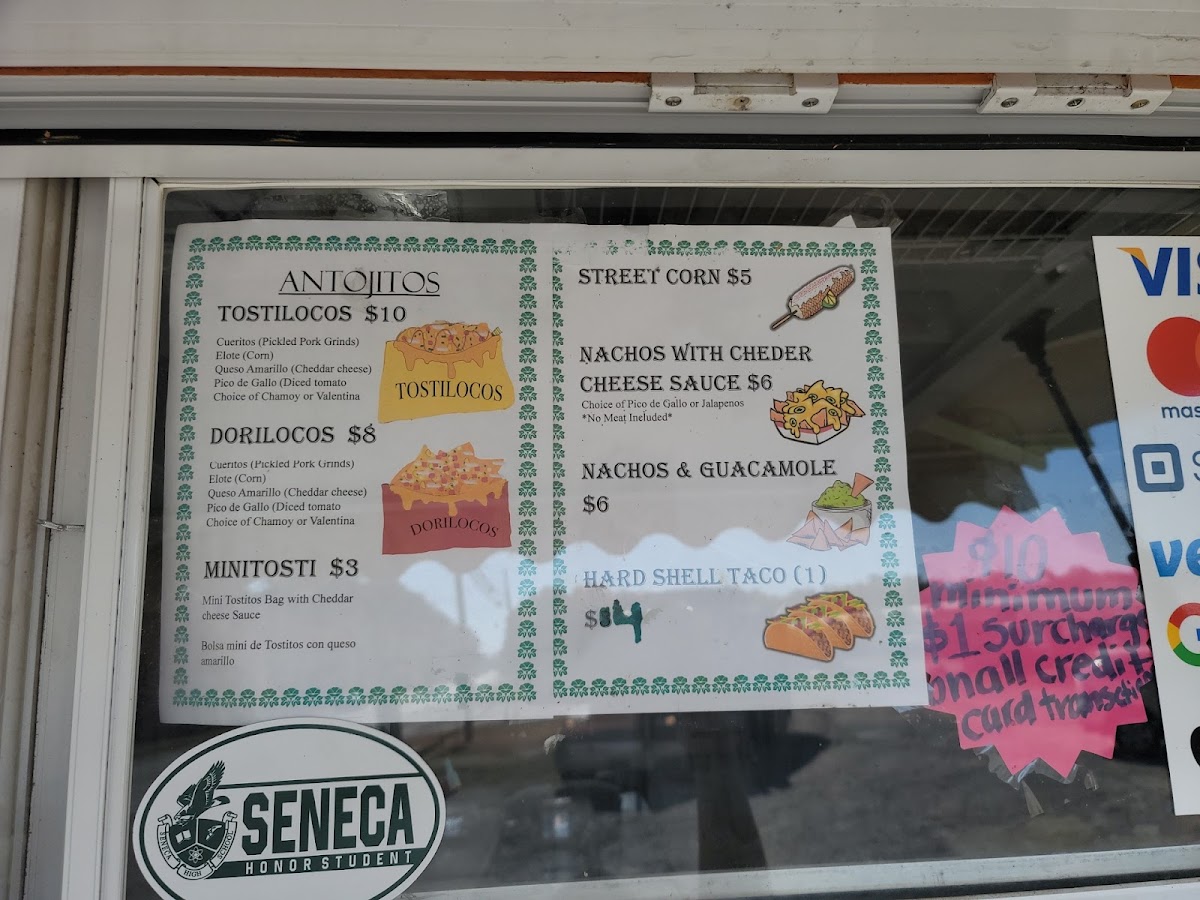 ANTOJITOS
TOSTILOCOS $10
Cueritos (Pickled Pork Grinds)
Elote (Corn)
Queso Amarillo (Cheddar cheese)
Pico de Gallo (Diced tomato
Choice of Chamoy or Valentina
TOSTILOCOS
DORILOCOS $8
Cueritos (Pickled Pork Grinds)
Elote (Corn)
Queso Amarillo (Cheddar cheese)
Pico de Gallo (Diced tomato
Choice of Chamoy or Valentina
DORILOCOS
MINITOSTI $3
Mini Tostitos Bag with Cheddar
cheese Sauce
Bolsa mini de Tostitos con queso
amarillo
STREET CORN $5
NACHOS WITH CHEDER
CHEESE SAUCE $6
Choice of Pico de Gallo or Jalapenos
*No Meat Included*
NACHOS & GUACAMOLE
$6
HARD SHELL TACO (1)
$4
$10
minimum
$1 surcharge
on all credit
card
VIS
mas
S
ve
SENECA
HONOR STUDENT
SENECA
HIGH
SCHOOL